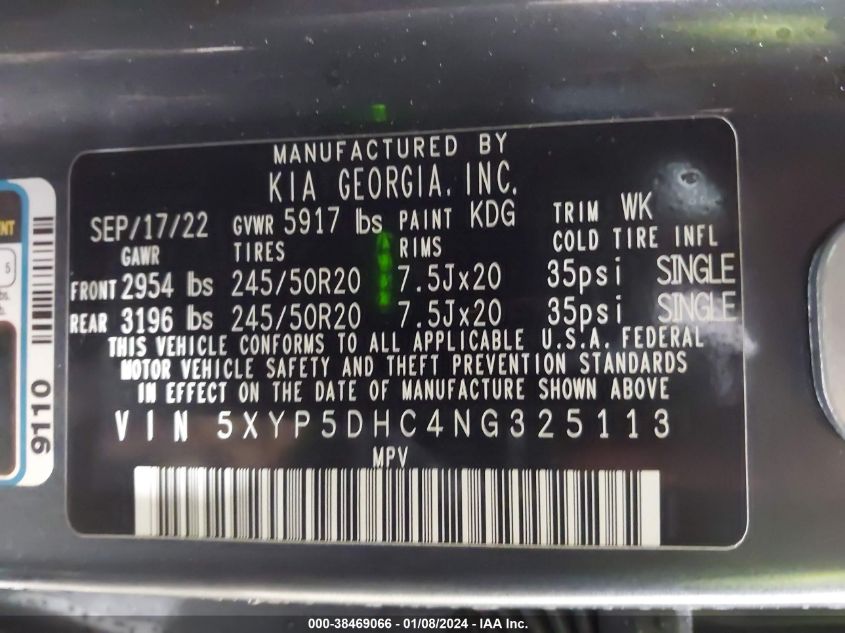 MANUFACTURED BY
KIA GEORGIA, INC.
SEP/17/22 GVWR 5917 lbs PAINT KDG TRIM WK
GAWR TIRES RIMS COLD TIRE INFL
FRONT 2954 lbs 245/50R20 7.5Jx20 35psi SINGLE
REAR 3196 lbs 245/50R20 7.5Jx20 35psi SINGLE
THIS VEHICLE CONFORMS TO ALL APPLICABLE U.S.A. FEDERAL
MOTOR VEHICLE SAFETY AND THEFT PREVENTION STANDARDS
IN EFFECT ON THE DATE OF MANUFACTURE SHOWN ABOVE
VIN 5XYP5DHC4NG325113
MPV
9110
5
000-38469066 - 01/08/2024 - IAA Inc.